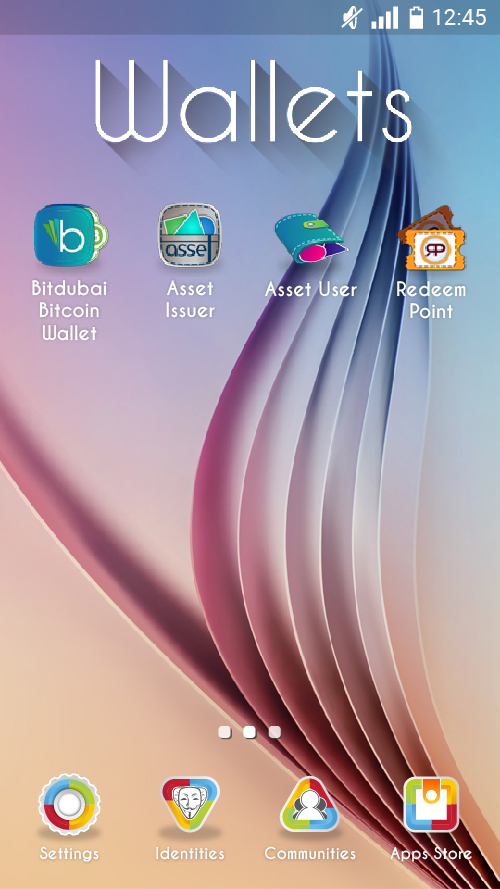 12:45
Wallets
b
asset
RP
Bitdubai
Bitcoin
Wallet
Asset
Issuer
Asset User
Redeem
Point
Settings
Identities
Communities
Apps Store